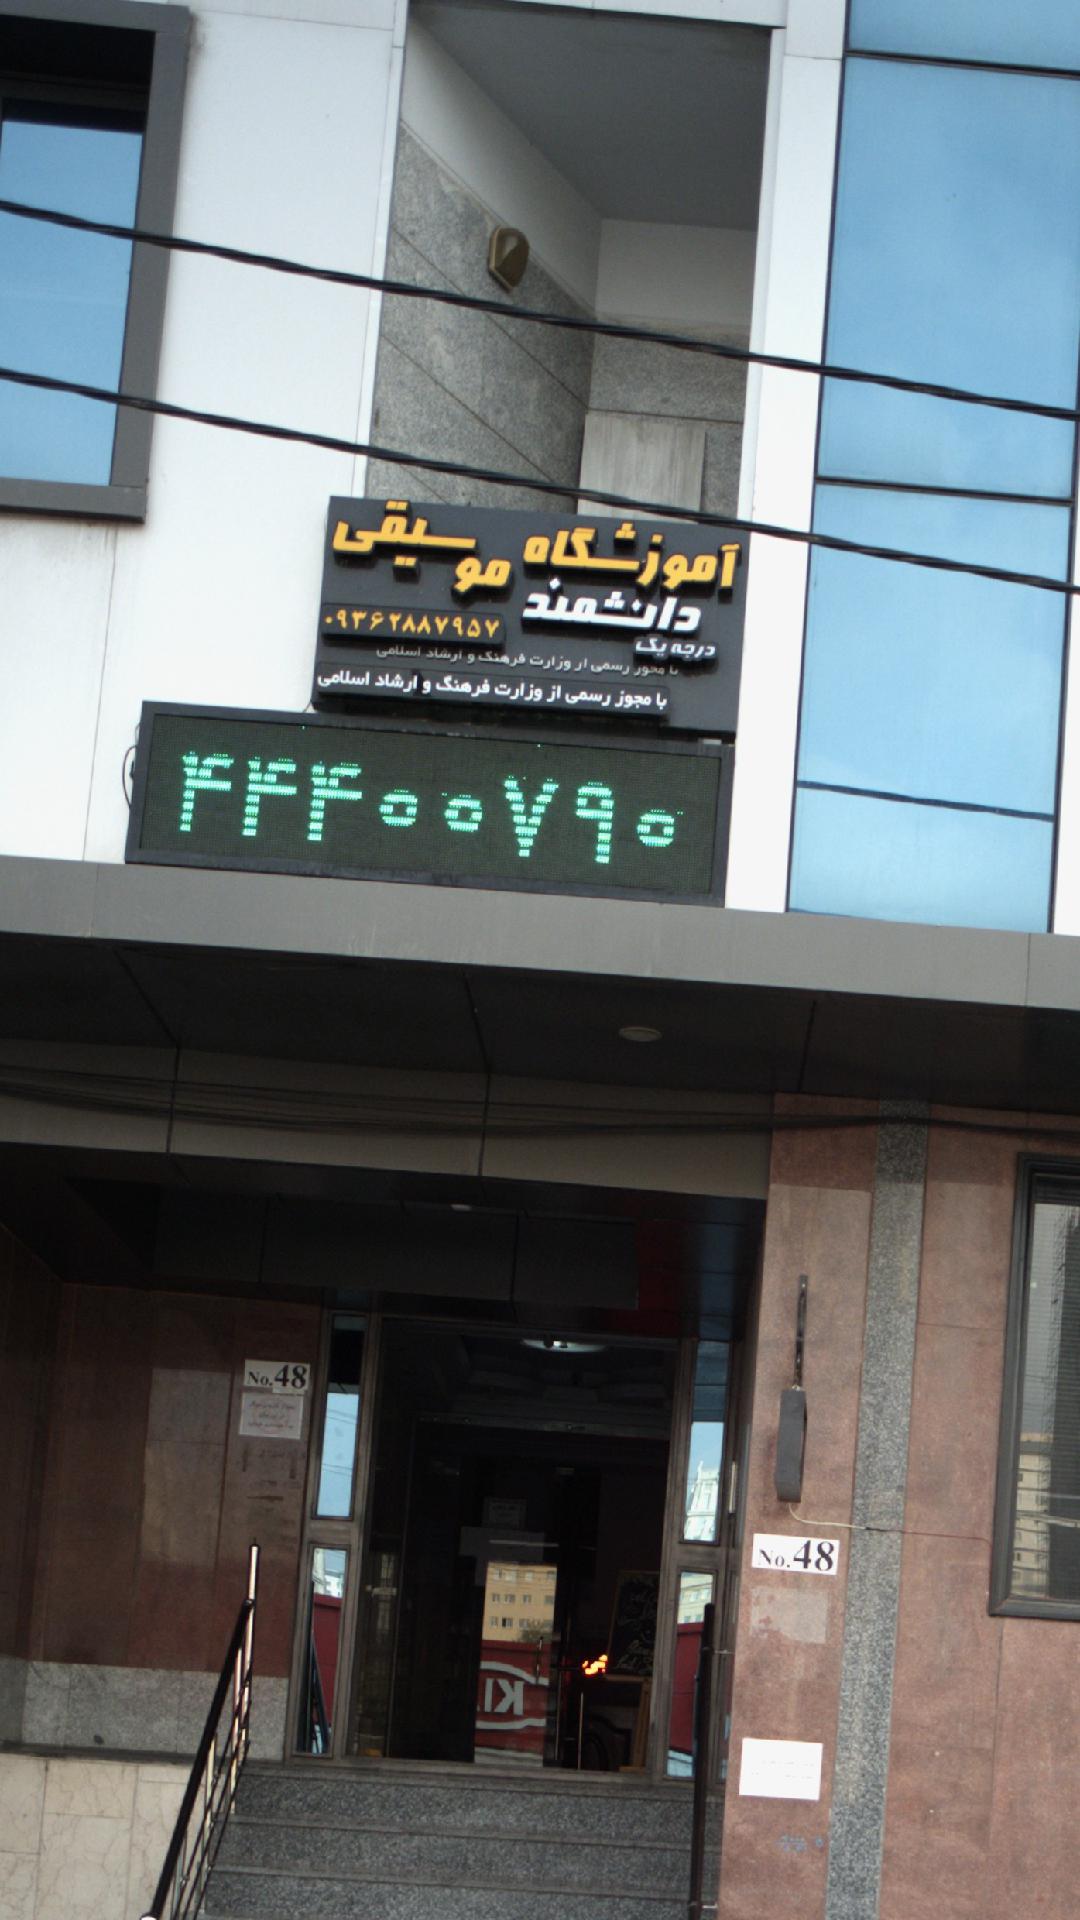 آموزشگاه موسیقی
دانشمند
درجه یک
۰۹۳۶۲۸۸۷۹۵۷
با مجوز رسمی از وزارت فرهنگ و ارشاد اسلامی
با مجوز رسمی از وزارت فرهنگ و ارشاد اسلامی
۴۴۴۰۰۷۹۰
No.48
No.48
KI